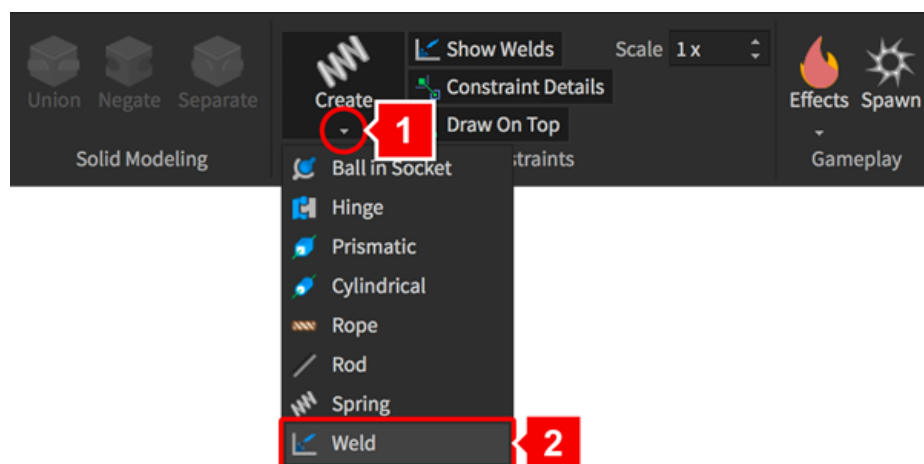 Show Welds
Scale 1 x
Constraint Details
Union Negate Separate
Create
Effects Spawn
1
Draw On Top
Solid Modeling
straints
Gameplay
Ball in Socket
Hinge
Prismatic
Cylindrical
Rope
Rod
Spring
Weld
2